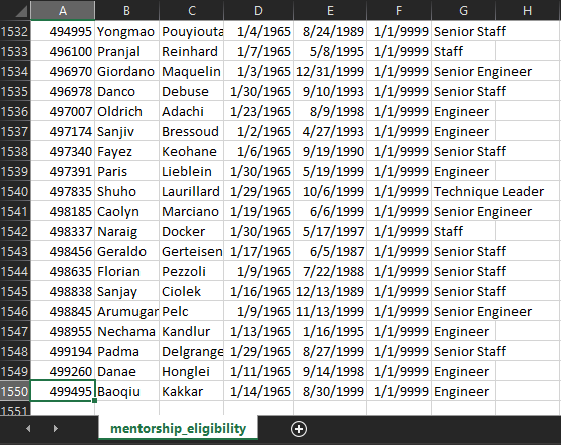 A B C D E F G H
1532 494995 Yongmao Pouyiouta 1/4/1965 8/24/1989 1/1/9999 Senior Staff
1533 496100 Pranjal Reinhard 1/7/1965 5/8/1995 1/1/9999 Staff
1534 496970 Giordano Maquelin 1/3/1965 12/31/1999 1/1/9999 Senior Engineer
1535 496978 Danco Debuse 1/30/1965 9/10/1993 1/1/9999 Senior Staff
1536 497007 Oldrich Adachi 1/23/1965 8/9/1998 1/1/9999 Engineer
1537 497174 Sanjiv Bressoud 1/2/1965 4/27/1993 1/1/9999 Engineer
1538 497340 Fayez Keohane 1/6/1965 9/19/1990 1/1/9999 Senior Staff
1539 497391 Paris Lieblein 1/30/1965 5/19/1999 1/1/9999 Engineer
1540 497835 Shuho Laurillard 1/29/1965 10/6/1999 1/1/9999 Technique Leader
1541 498185 Caolyn Marciano 1/19/1965 6/6/1999 1/1/9999 Senior Engineer
1542 498337 Naraig Docker 1/30/1965 5/17/1997 1/1/9999 Staff
1543 498456 Geraldo Gerteisen 1/17/1965 6/5/1987 1/1/9999 Senior Staff
1544 498635 Florian Pezzoli 1/9/1965 7/22/1988 1/1/9999 Senior Staff
1545 498838 Sanjay Ciolek 1/16/1965 12/13/1989 1/1/9999 Senior Staff
1546 498845 Arumugar Pelc 1/9/1965 11/13/1999 1/1/9999 Senior Engineer
1547 498955 Nechama Kandlur 1/13/1965 1/16/1995 1/1/9999 Engineer
1548 499194 Padma Delgrange 1/29/1965 8/27/1999 1/1/9999 Senior Staff
1549 499260 Danae Honglei 1/11/1965 9/14/1998 1/1/9999 Engineer
1550 499495 Baoqiu Kakkar 1/14/1965 8/30/1999 1/1/9999 Engineer
1551
mentorship_eligibility